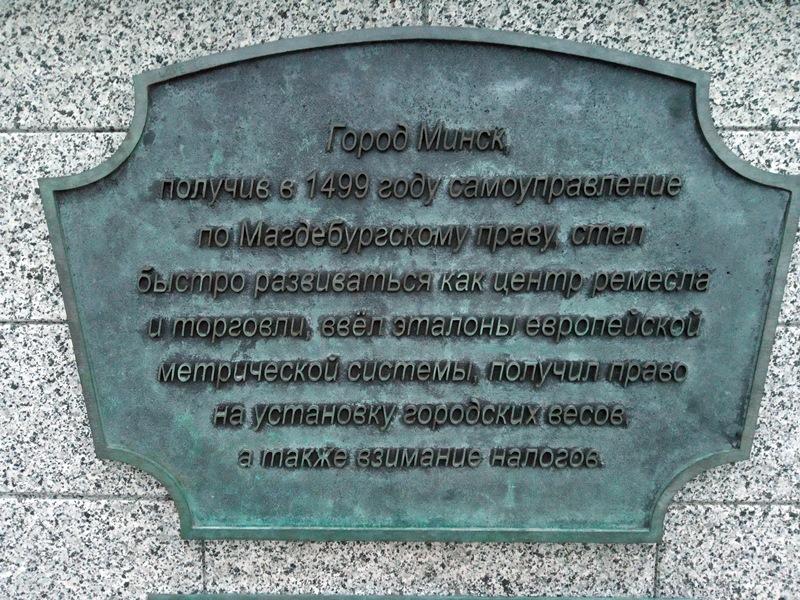 Город Минск,
получив в 1499 году самоуправление
по Магдебургскому праву, стал
быстро развиваться как центр ремесла
и торговли, ввёл эталоны европейской
метрической системы, получил право
на установку городских весов,
а также взимание налогов.